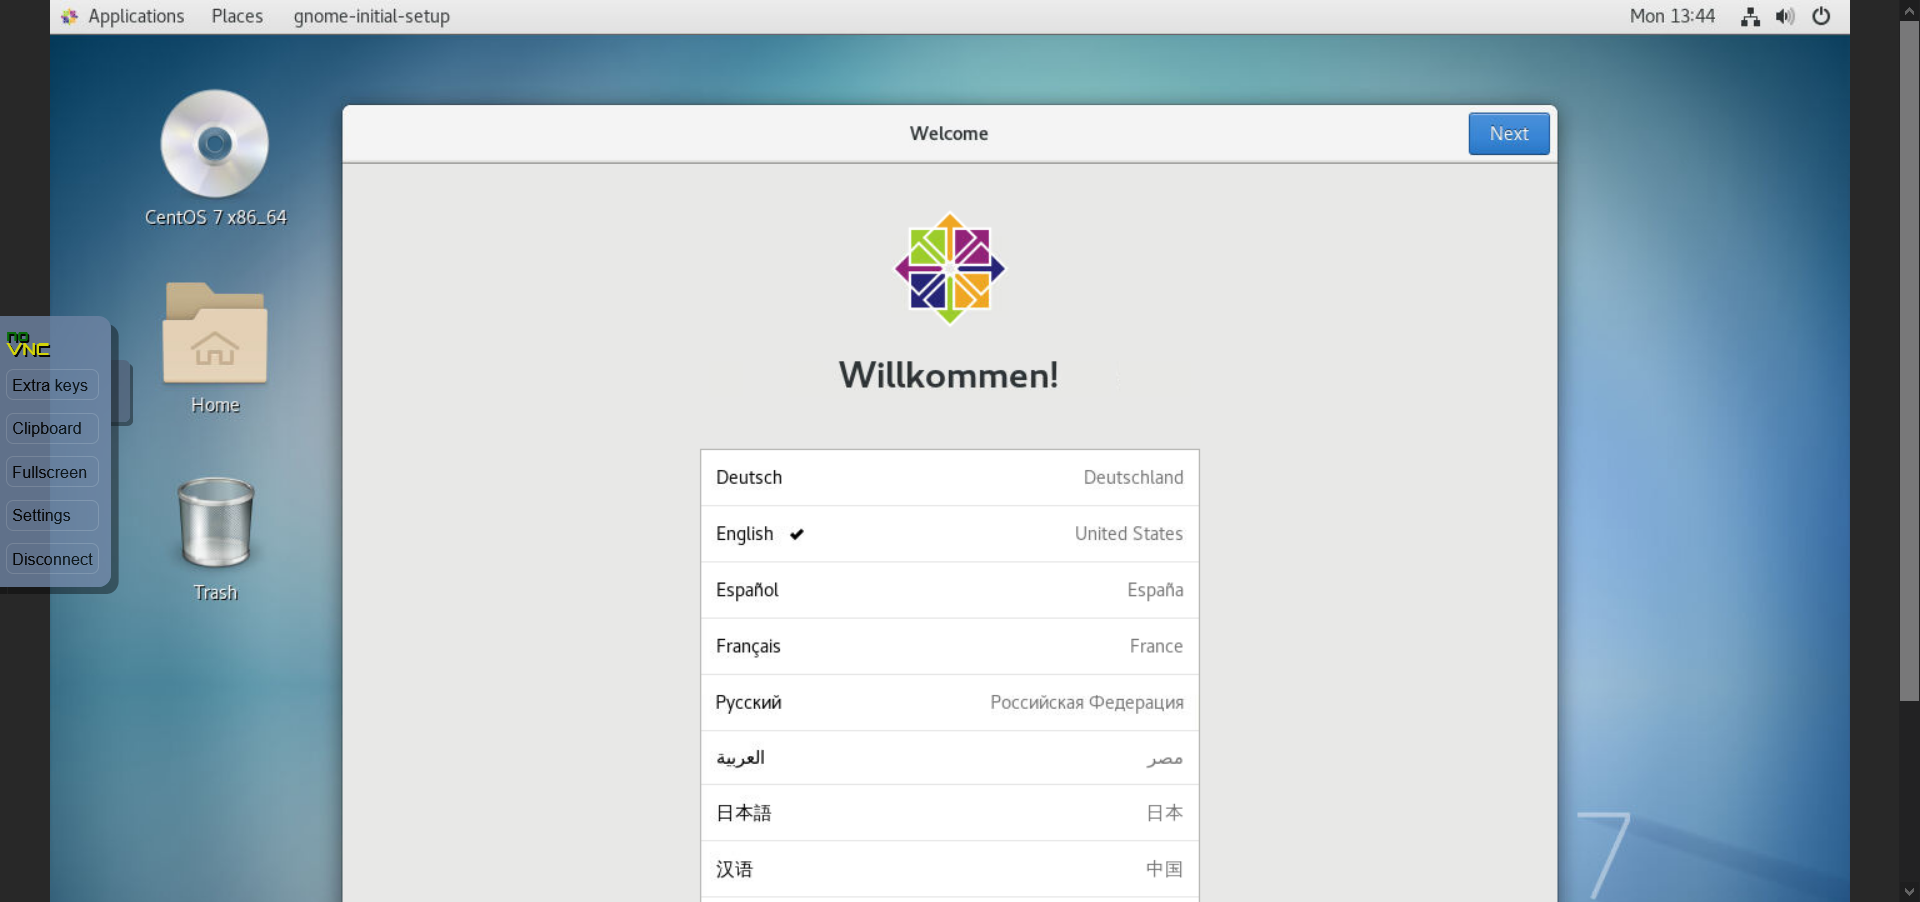 Applications Places gnome-initial-setup Mon 13:44
Welcome Next
CentOS 7 x86_64
Home
Trash
no
VNC
Extra keys
Clipboard
Fullscreen
Settings
Disconnect
Willkommen!
Deutsch Deutschland
English United States
Español España
Français France
Русский Российская Федерация
العربية مصر
日本語 日本
汉语 中国
7